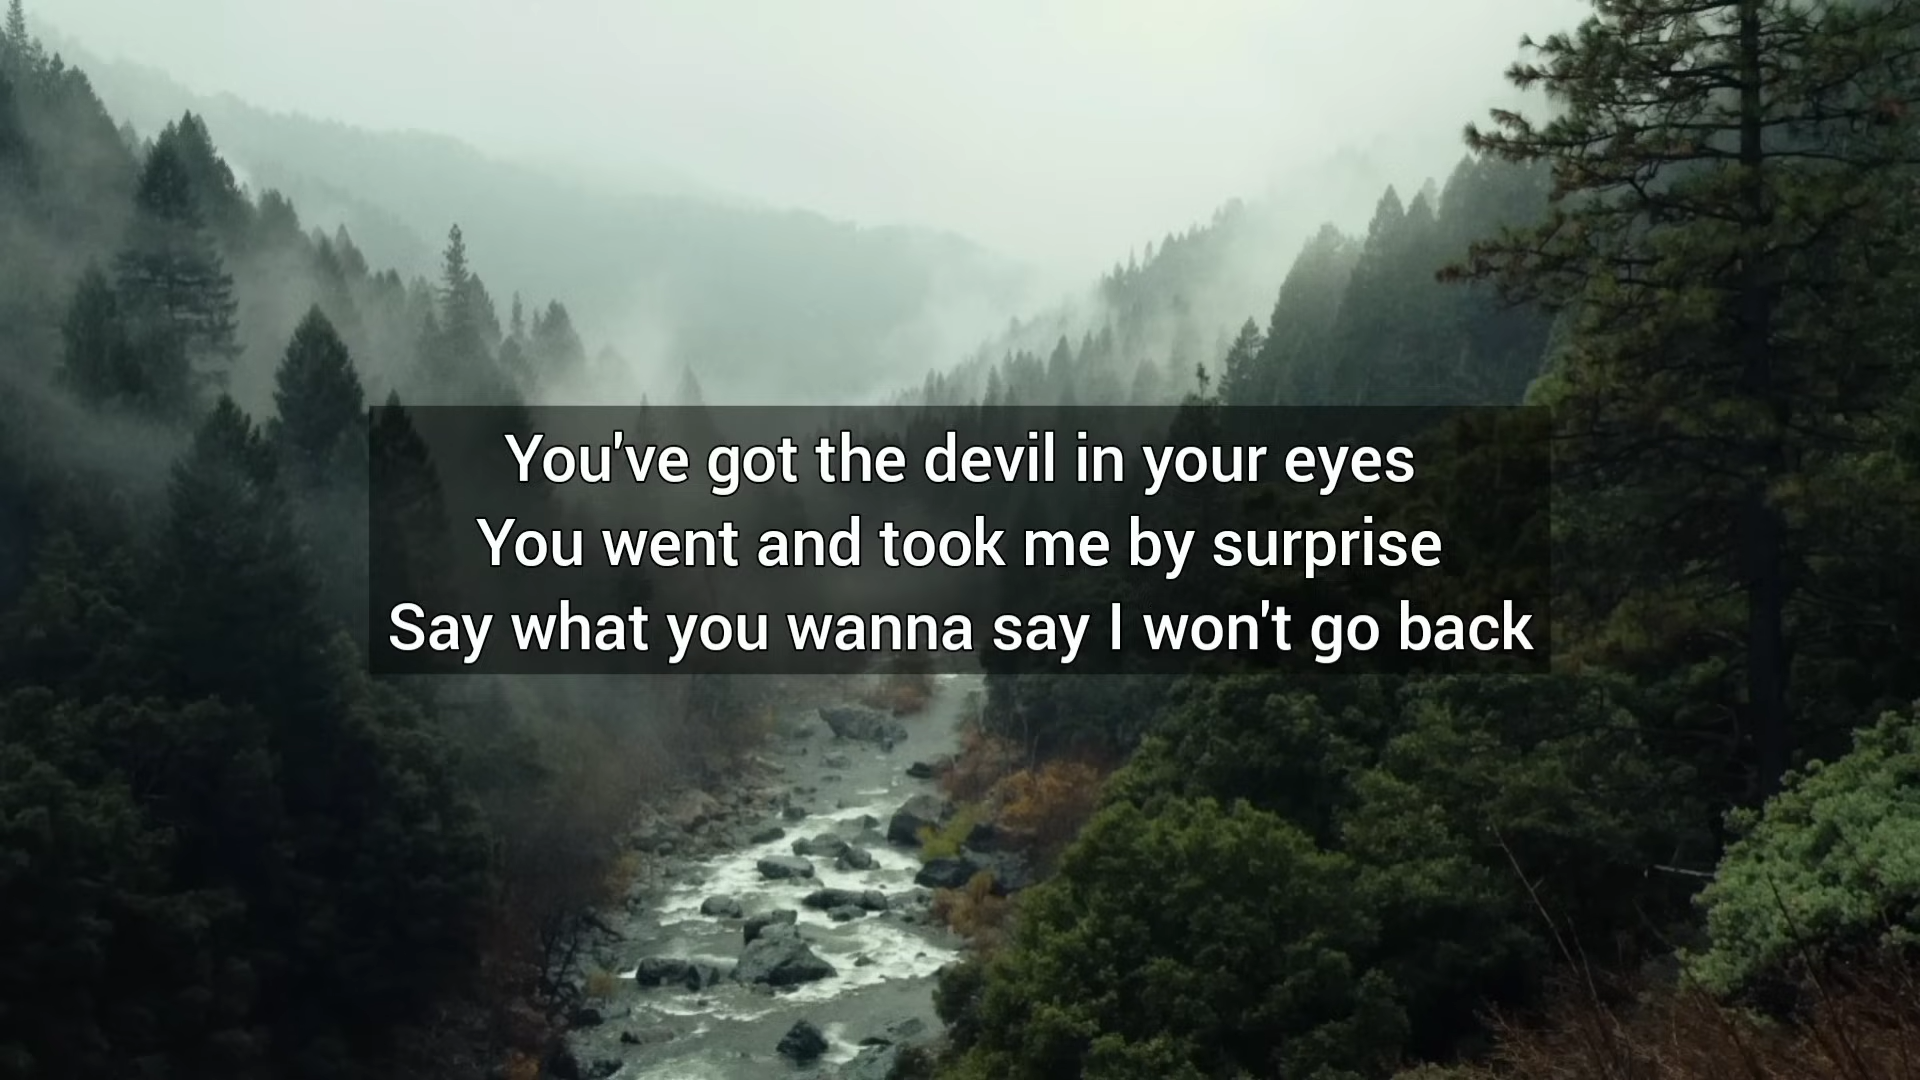 You've got the devil in your eyes
You went and took me by surprise
Say what you wanna say I won't go back